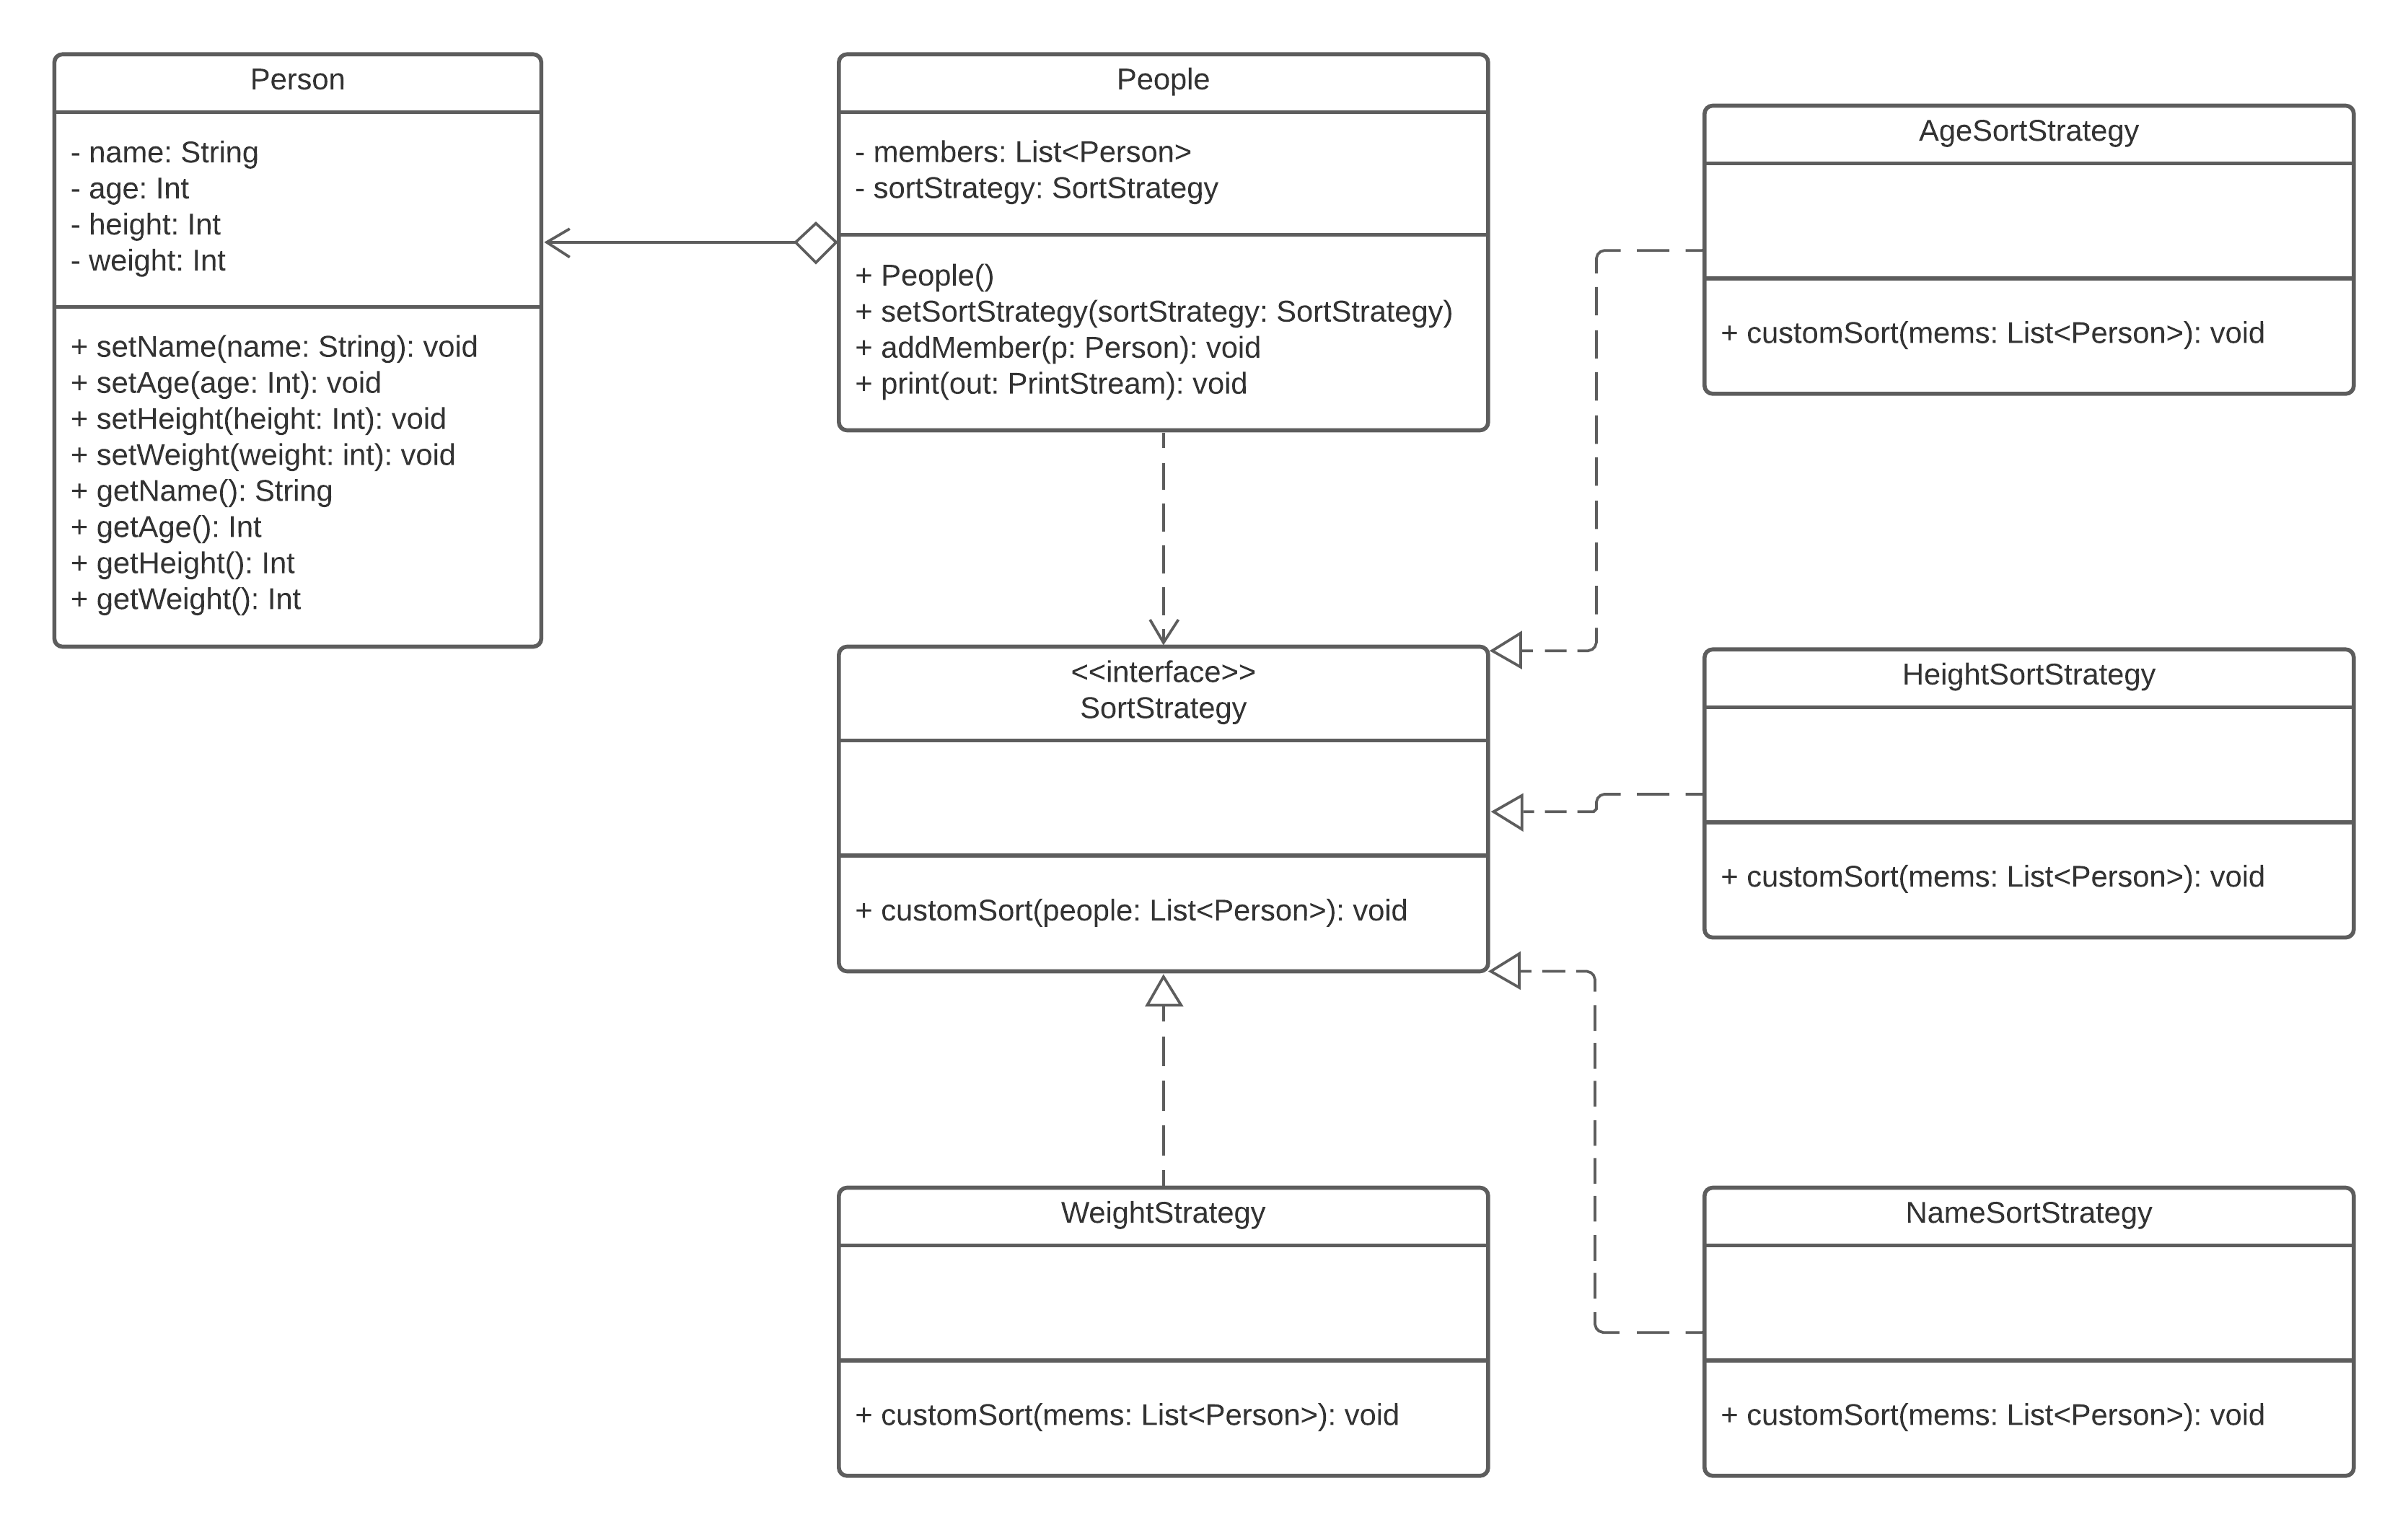 Person
- name: String
- age: Int
- height: Int
- weight: Int
+ setName(name: String): void
+ setAge(age: Int): void
+ setHeight(height: Int): void
+ setWeight(weight: int): void
+ getName(): String
+ getAge(): Int
+ getHeight(): Int
+ getWeight(): Int
People
- members: List<Person>
- sortStrategy: SortStrategy
+ People()
+ setSortStrategy(sortStrategy: SortStrategy)
+ addMember(p: Person): void
+ print(out: PrintStream): void
AgeSortStrategy
+ customSort(mems: List<Person>): void
<<interface>>
SortStrategy
+ customSort(people: List<Person>): void
HeightSortStrategy
+ customSort(mems: List<Person>): void
WeightStrategy
+ customSort(mems: List<Person>): void
NameSortStrategy
+ customSort(mems: List<Person>): void